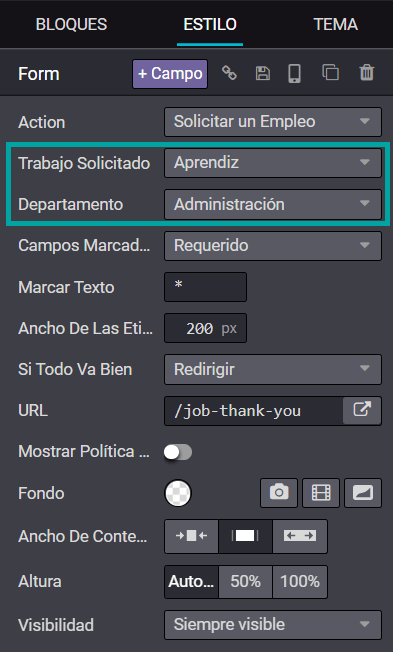 BLOQUES ESTILO TEMA
Form + Campo
Action Solicitar un Empleo
Trabajo Solicitado Aprendiz
Departamento Administración
Campos Marcad... Requerido
Marcar Texto *
Ancho De Las Eti... 200 px
Si Todo Va Bien Redirigir
URL /job-thank-you
Mostrar Política ...
Fondo
Ancho De Conte...
Altura Auto... 50% 100%
Visibilidad Siempre visible